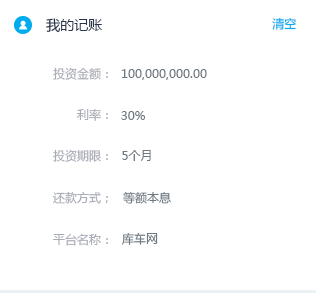 我的记账
清空
投资金额： 100,000,000.00
利率： 30%
投资期限： 5个月
还款方式； 等额本息
平台名称： 库车网